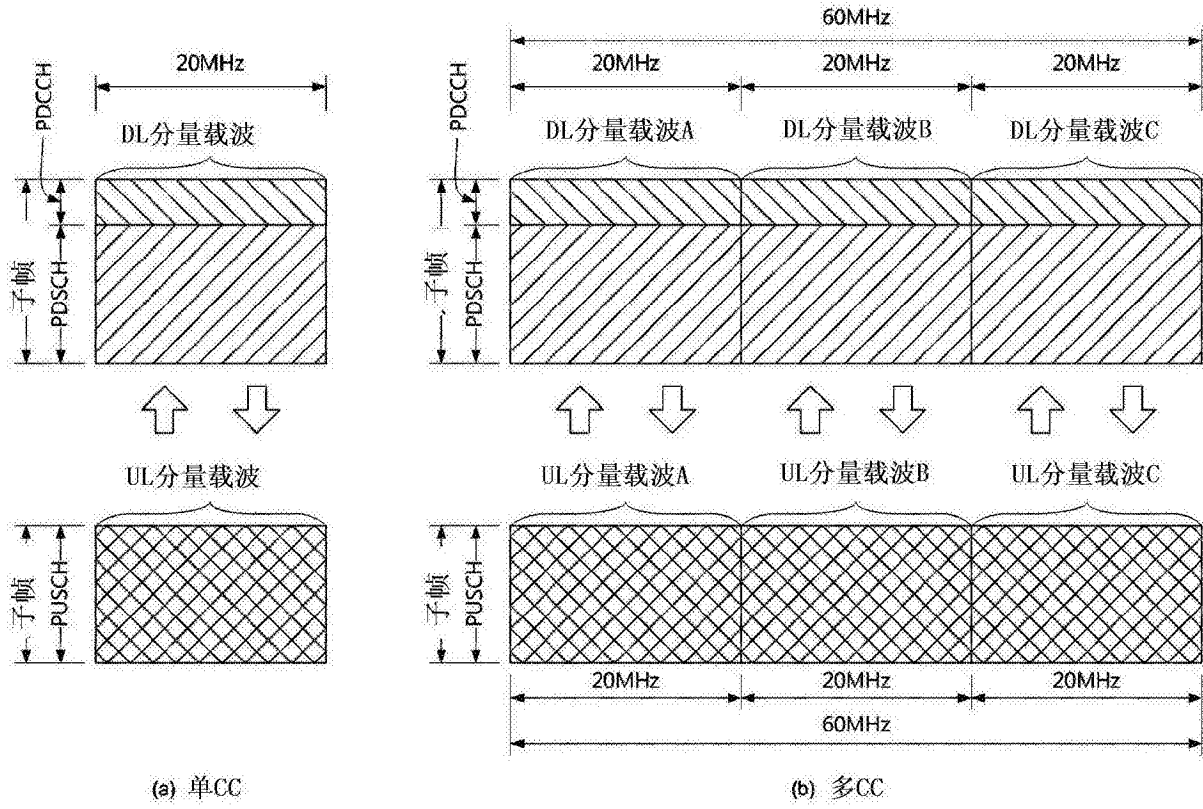 60MHz
20MHz
20MHz
20MHz
20MHz
PDCCH
PDCCH
DL分量载波
DL分量载波A
DL分量载波B
DL分量载波C
子帧
PDSCH
子帧
PDSCH
UL分量载波
UL分量载波A
UL分量载波B
UL分量载波C
子帧
PUSCH
子帧
PUSCH
20MHz
20MHz
20MHz
60MHz
(a) 单CC
(b) 多CC